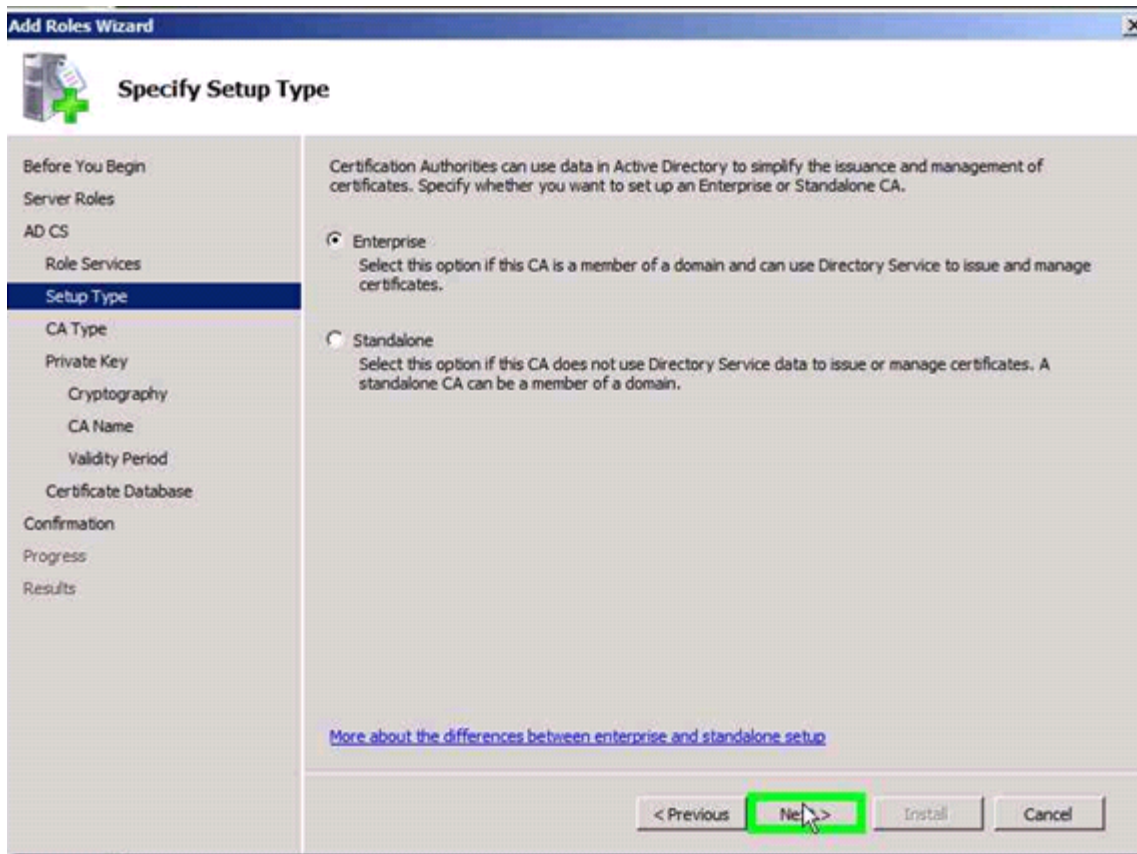 Add Roles Wizard
Specify Setup Type
Before You Begin
Server Roles
AD CS
Role Services
Setup Type
CA Type
Private Key
Cryptography
CA Name
Validity Period
Certificate Database
Confirmation
Progress
Results
Certification Authorities can use data in Active Directory to simplify the issuance and management of
certificates. Specify whether you want to set up an Enterprise or Standalone CA.
Enterprise
Select this option if this CA is a member of a domain and can use Directory Service to issue and manage
certificates.
Standalone
Select this option if this CA does not use Directory Service data to issue or manage certificates. A
standalone CA can be a member of a domain.
More about the differences between enterprise and standalone setup
< Previous
Next >
Install
Cancel